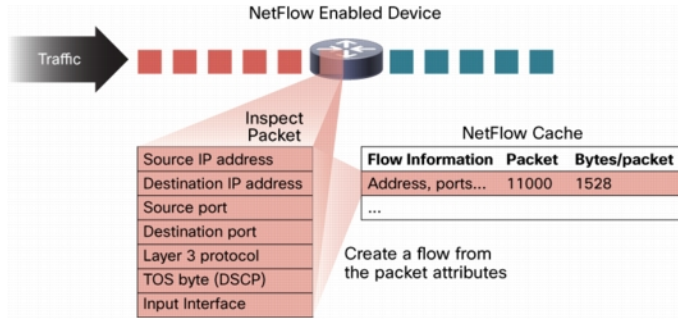 NetFlow Enabled Device
Traffic
Inspect
Packet
Source IP address
Destination IP address
Source port
Destination port
Layer 3 protocol
TOS byte (DSCP)
Input Interface
NetFlow Cache
Flow Information Packet Bytes/packet
Address, ports... 11000 1528
...
Create a flow from
the packet attributes